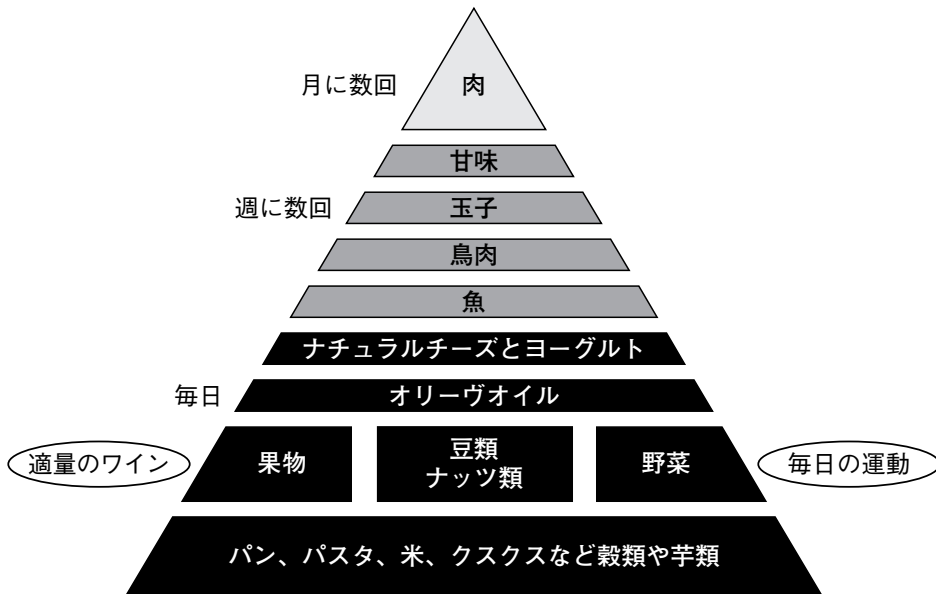 月に数回
肉
甘味
週に数回
玉子
鳥肉
魚
ナチュラルチーズとヨーグルト
毎日
オリーヴオイル
適量のワイン
果物
豆類
ナッツ類
野菜
毎日の運動
パン、パスタ、米、クスクスなど穀類や芋類